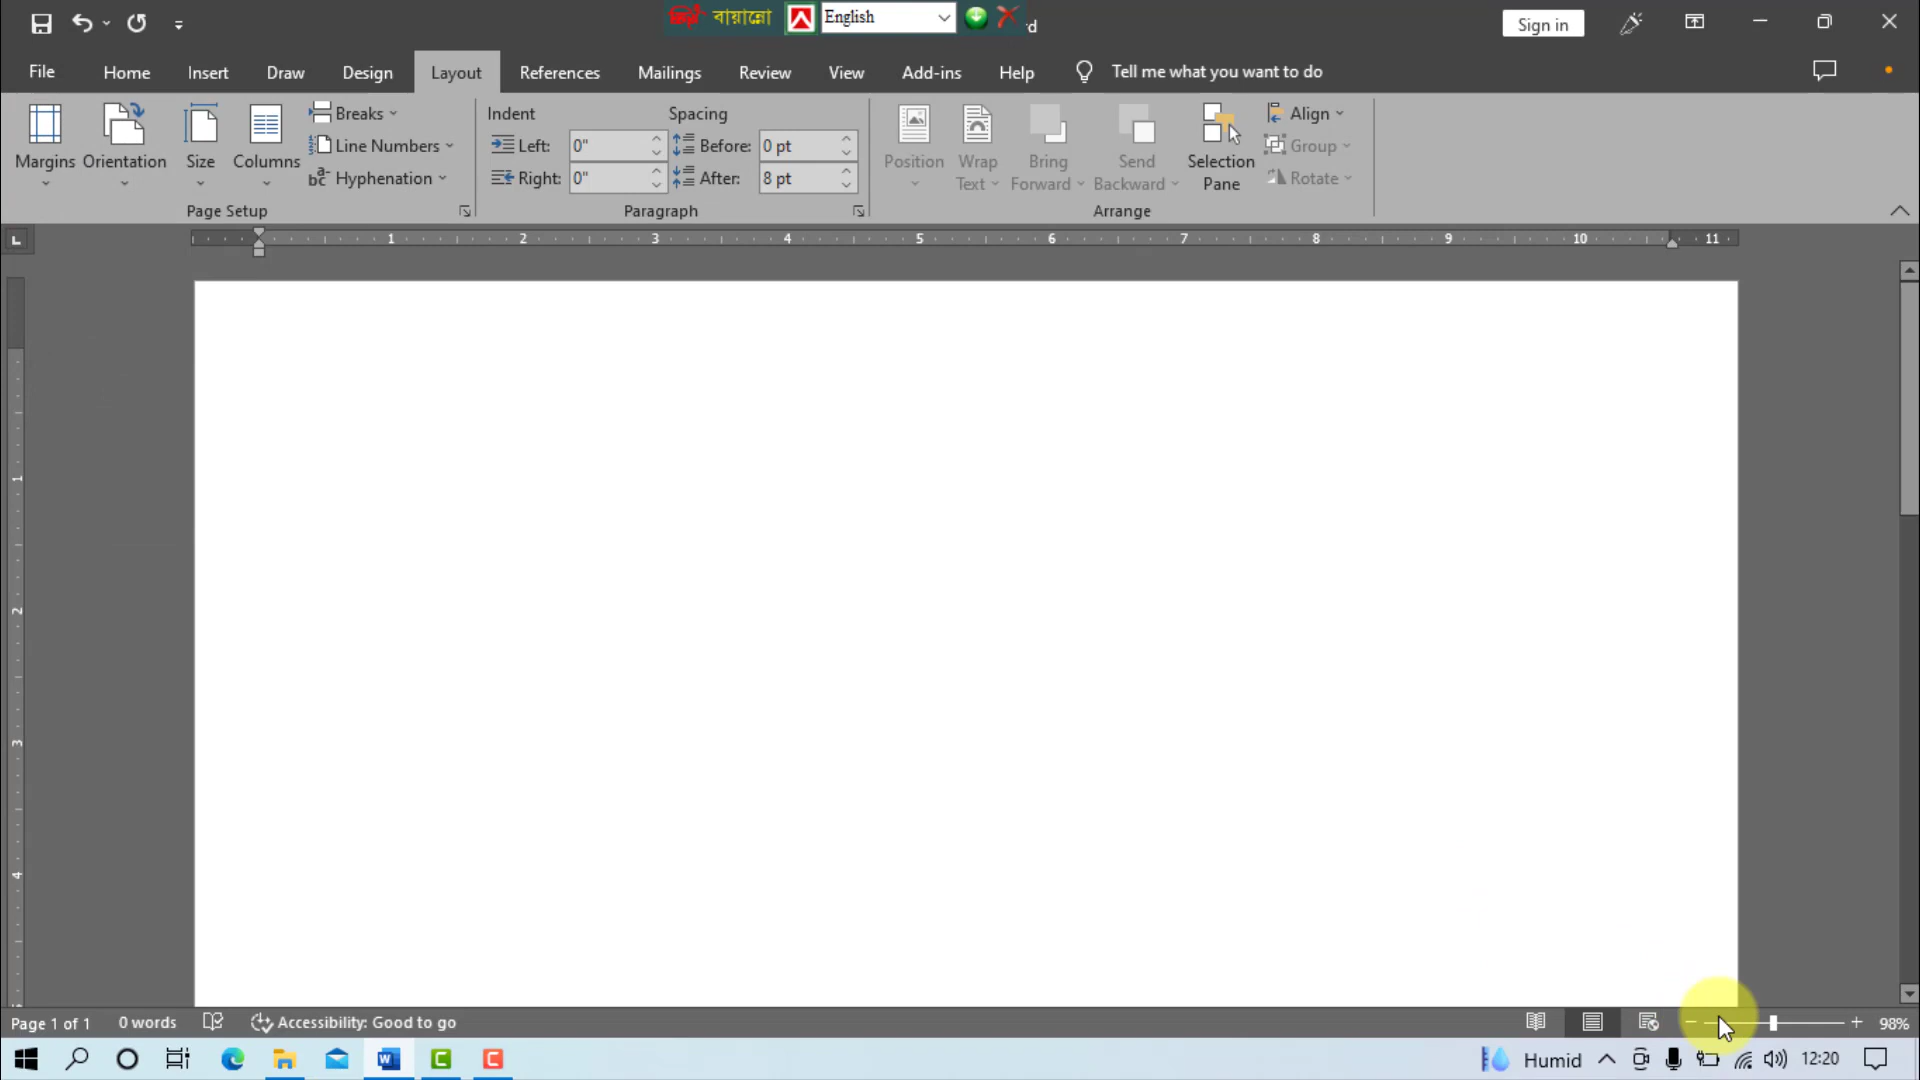 বায়ান্নো English d Sign in
File Home Insert Draw Design Layout References Mailings Review View Add-ins Help Tell me what you want to do
Margins Orientation Size Columns
Breaks
Line Numbers
Hyphenation
Page Setup
Indent Spacing
Left: 0" Before: 0 pt
Right: 0" After: 8 pt
Paragraph
Position Wrap Text Bring Forward Send Backward Selection Pane
Align
Group
Rotate
Arrange
1 2 3 4 5 6 7 8 9 10 11
1
2
3
4
Page 1 of 1 0 words Accessibility: Good to go 98%
Humid 12:20